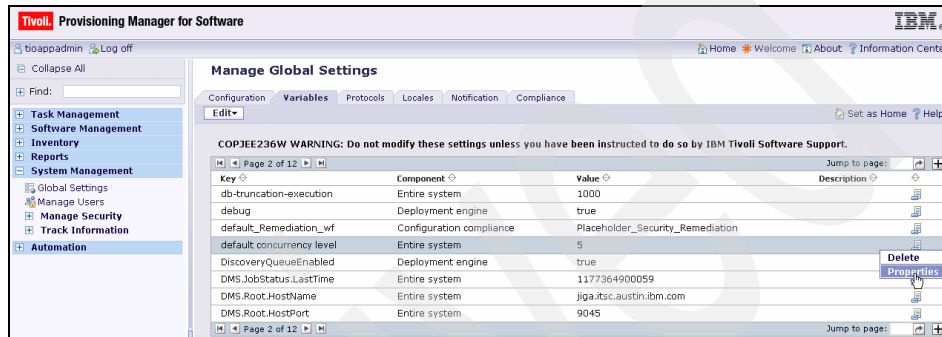 Tivoli. Provisioning Manager for Software IBM.
tioappadmin Log off Home Welcome About Information Cente
Collapse All
Find:
Task Management
Software Management
Inventory
Reports
System Management
Global Settings
Manage Users
Manage Security
Track Information
Automation
Manage Global Settings
Configuration Variables Protocols Locales Notification Compliance
Edit Set as Home Help
COPJEE236W WARNING: Do not modify these settings unless you have been instructed to do so by IBM Tivoli Software Support.
Page 2 of 12 Jump to page:
Key Component Value Description
db-truncation-execution Entire system 1000
debug Deployment engine true
default_Remediation_wf Configuration compliance Placeholder_Security_Remediation
default concurrency level Entire system 5
DiscoveryQueueEnabled Deployment engine true
DMS.JobStatus.LastTime Entire system 1177364900059
DMS.Root.HostName Entire system jiga.itsc.austin.ibm.com
DMS.Root.HostPort Entire system 9045
Delete
Properties
Page 2 of 12 Jump to page: